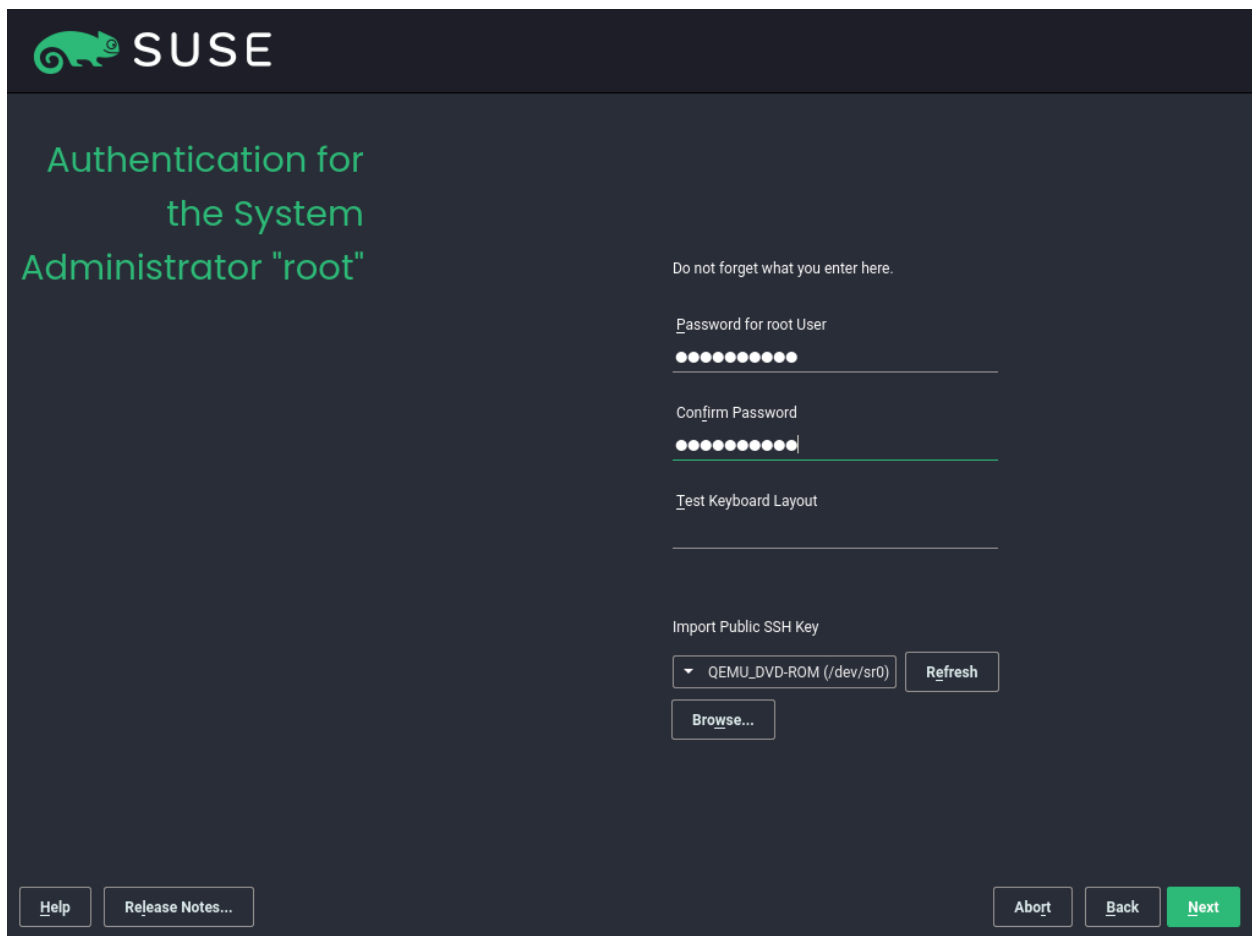 SUSE
Authentication for
the System
Administrator "root"
Do not forget what you enter here.
Password for root User
●●●●●●●●●●
Confirm Password
●●●●●●●●●●
Test Keyboard Layout
Import Public SSH Key
QEMU_DVD-ROM (/dev/sr0) Refresh
Browse...
Help Release Notes... Abort Back Next